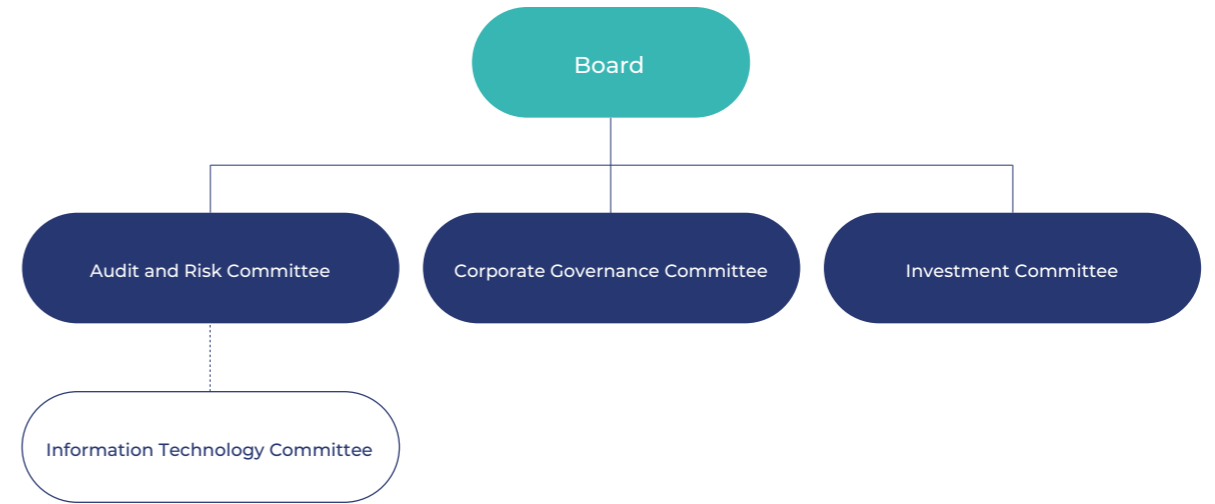 Board
Audit and Risk Committee
Corporate Governance Committee
Investment Committee
Information Technology Committee